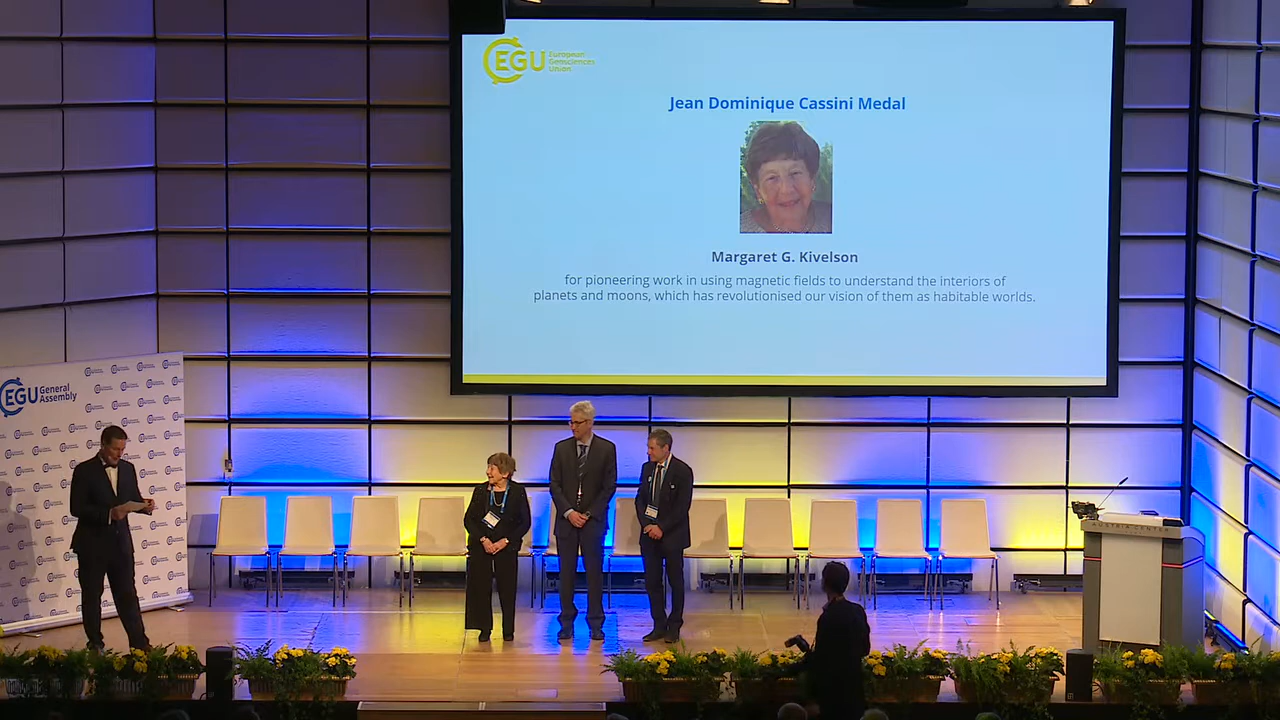 EGU European
Geosciences
Union
Jean Dominique Cassini Medal
Margaret G. Kivelson
for pioneering work in using magnetic fields to understand the interiors of
planets and moons, which has revolutionised our vision of them as habitable worlds.
EGU General
Assembly
AUSTRIA CENTER